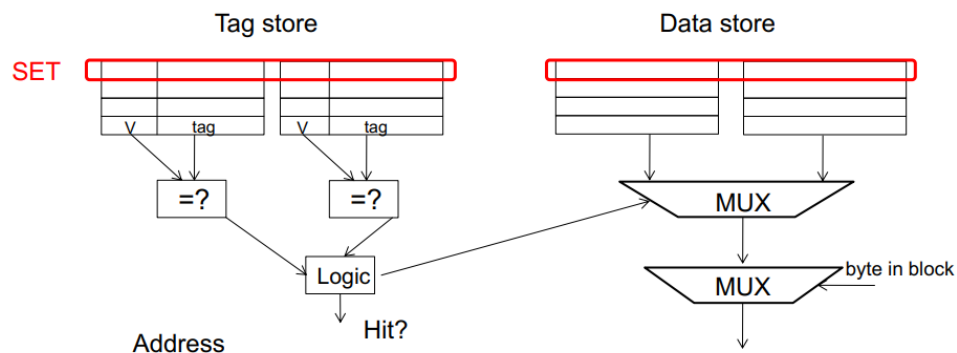 Tag store
Data store
SET
V
tag
V
tag
=?
=?
MUX
Logic
MUX
byte in block
Hit?
Address